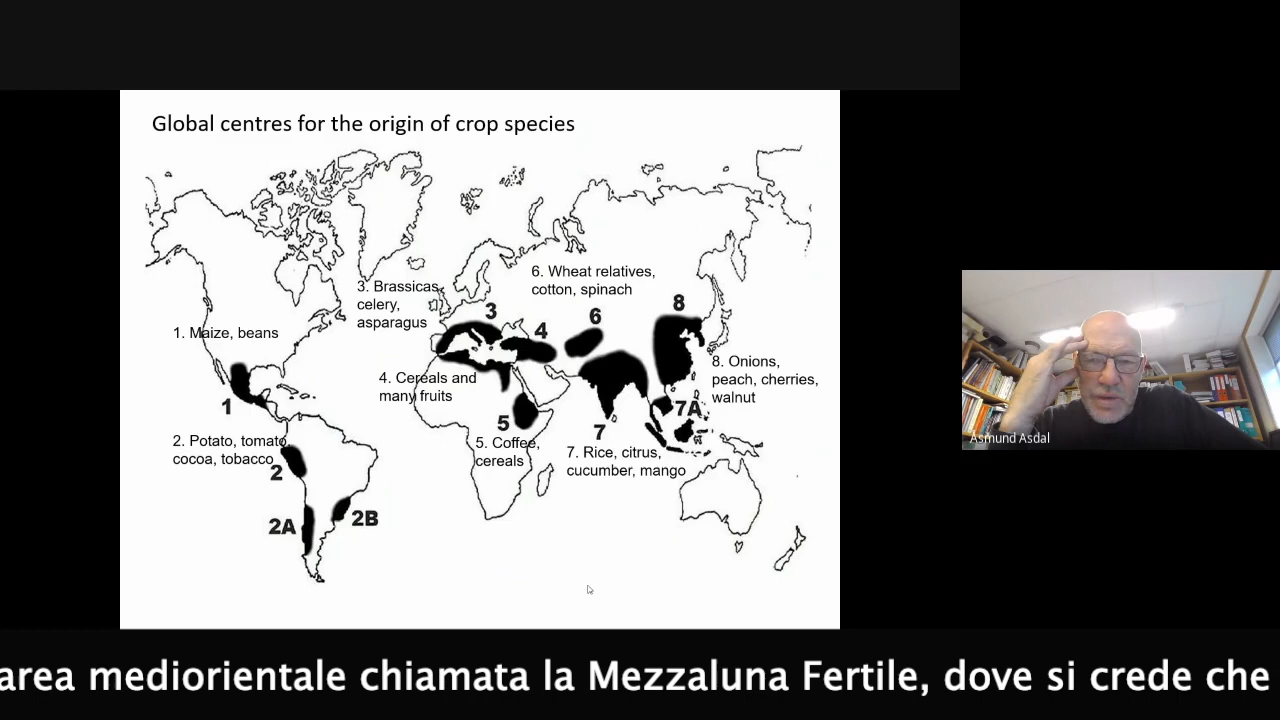 Global centres for the origin of crop species
6. Wheat relatives,
cotton, spinach
3. Brassicas,
celery,
asparagus
3
6
8
4
1. Maize, beans
8. Onions,
peach, cherries,
walnut
4. Cereals and
many fruits
1
5
7
7A
2. Potato, tomato
cocoa, tobacco
5. Coffee,
cereals
7. Rice, citrus,
cucumber, mango
2
2A
2B
Åsmund Asdal
area mediorientale chiamata la Mezzaluna Fertile, dove si crede che